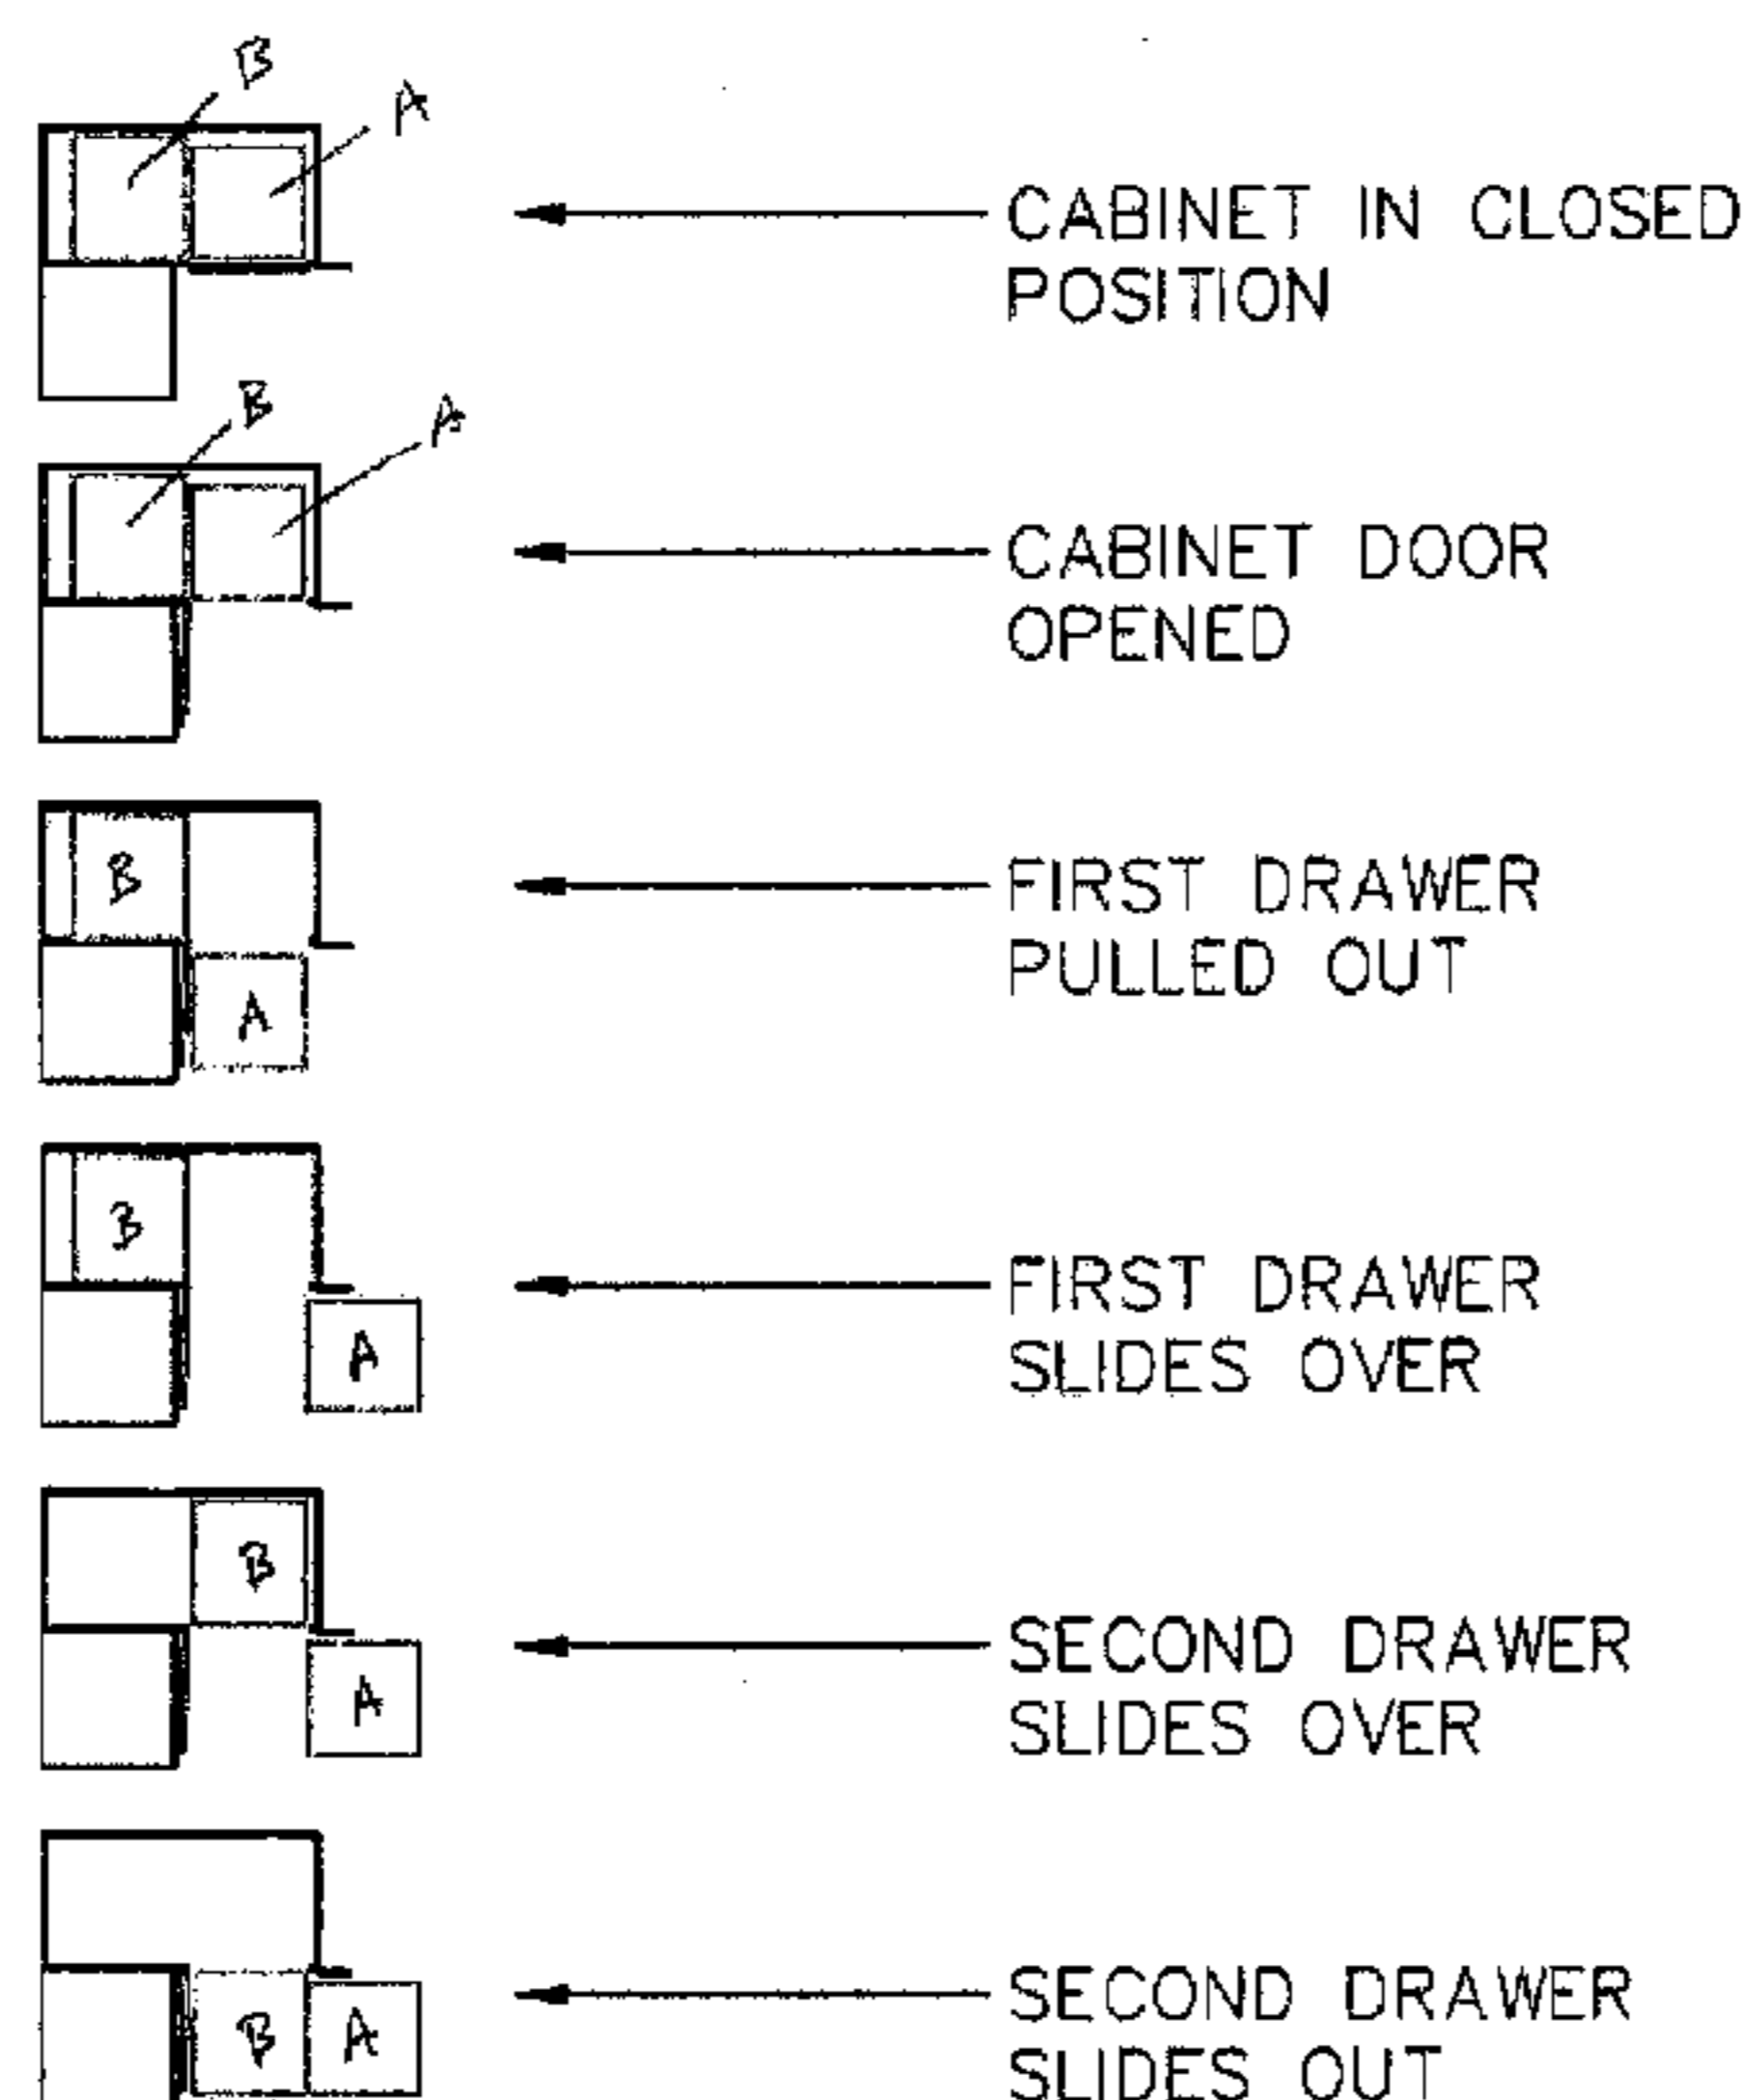 B
A
CABINET IN CLOSED
POSITION
B
A
CABINET DOOR
OPENED
B
A
FIRST DRAWER
PULLED OUT
B
A
FIRST DRAWER
SLIDES OVER
B
A
SECOND DRAWER
SLIDES OVER
B A
SECOND DRAWER
SLIDES OUT